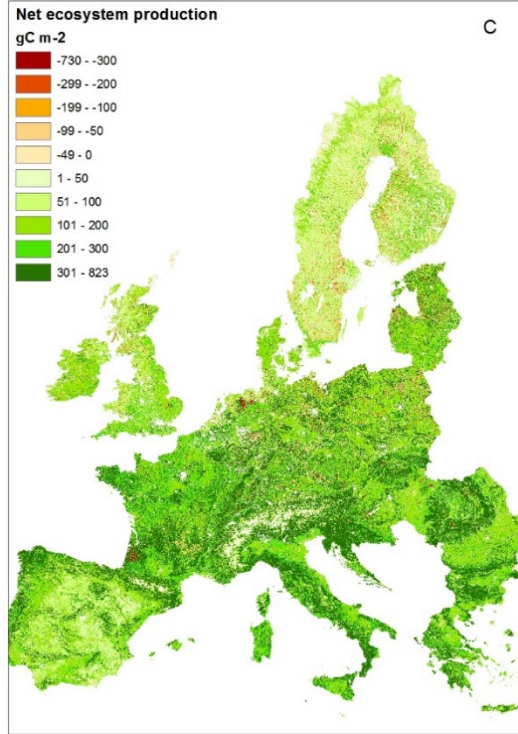 Net ecosystem production
C
gC m-2
-730 - -300
-299 - -200
-199 - -100
-99 - -50
-49 - 0
1 - 50
51 - 100
101 - 200
201 - 300
301 - 823